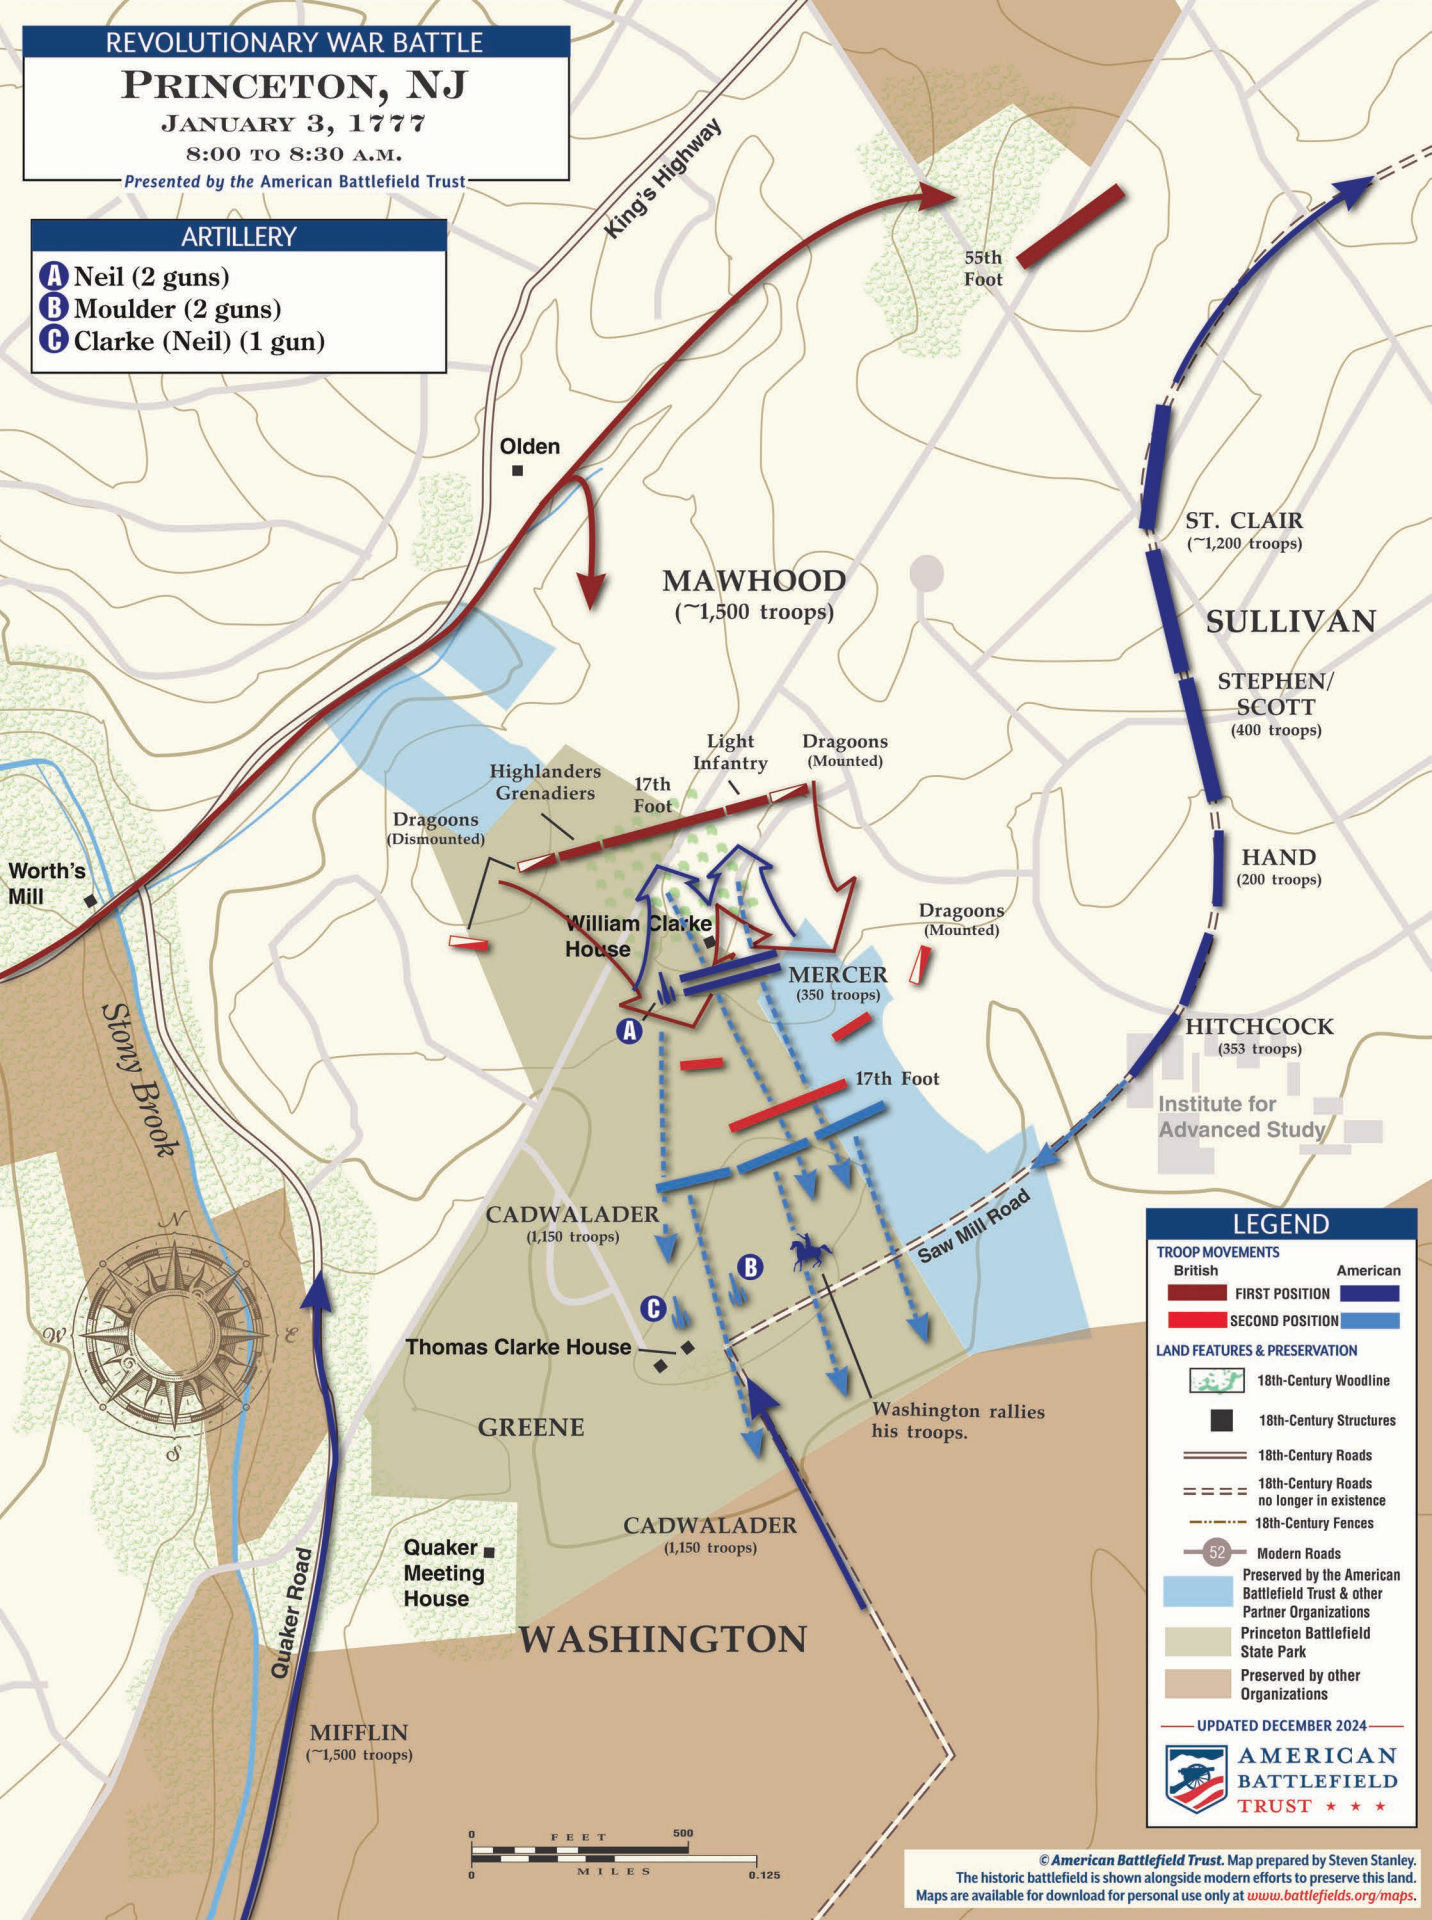 REVOLUTIONARY WAR BATTLE
PRINCETON, NJ
JANUARY 3, 1777
8:00 TO 8:30 A.M.
Presented by the American Battlefield Trust
ARTILLERY
A Neil (2 guns)
B Moulder (2 guns)
C Clarke (Neil) (1 gun)
King's Highway
55th
Foot
Olden
ST. CLAIR
(~1,200 troops)
MAWHOOD
(~1,500 troops)
SULLIVAN
STEPHEN/
SCOTT
(400 troops)
Light
Infantry
Dragoons
(Mounted)
Highlanders
Grenadiers
17th
Foot
Dragoons
(Dismounted)
Worth's
Mill
HAND
(200 troops)
William Clarke
House
Dragoons
(Mounted)
MERCER
(350 troops)
A
HITCHCOCK
(353 troops)
Stony Brook
17th Foot
Institute for
Advanced Study
CADWALADER
(1,150 troops)
Saw Mill Road
B
C
N
W
E
S
Thomas Clarke House
GREENE
Washington rallies
his troops.
CADWALADER
(1,150 troops)
Quaker
Meeting
House
Quaker Road
WASHINGTON
MIFFLIN
(~1,500 troops)
LEGEND
TROOP MOVEMENTS
British American
FIRST POSITION
SECOND POSITION
LAND FEATURES & PRESERVATION
18th-Century Woodline
18th-Century Structures
18th-Century Roads
18th-Century Roads
no longer in existence
18th-Century Fences
52 Modern Roads
Preserved by the American
Battlefield Trust & other
Partner Organizations
Princeton Battlefield
State Park
Preserved by other
Organizations
UPDATED DECEMBER 2024
AMERICAN
BATTLEFIELD
TRUST
0 FEET 500
0 MILES 0.125
© American Battlefield Trust. Map prepared by Steven Stanley.
The historic battlefield is shown alongside modern efforts to preserve this land.
Maps are available for download for personal use only at www.battlefields.org/maps.